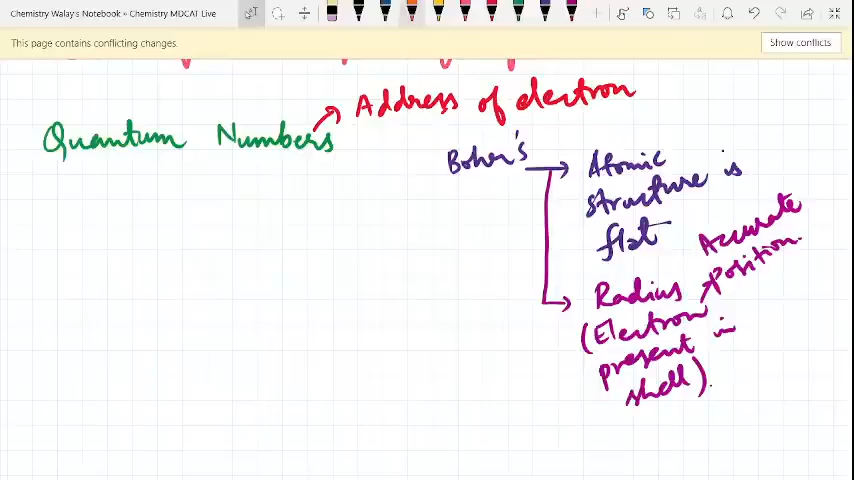 Chemistry Walay's Notebook » Chemistry MDCAT Live
This page contains conflicting changes.
Show conflicts
Address of electron
Quantum Numbers
Boher's
Atomic
structure is
flat
Accurate
Position.
Radius
(Electron
present in
shell).